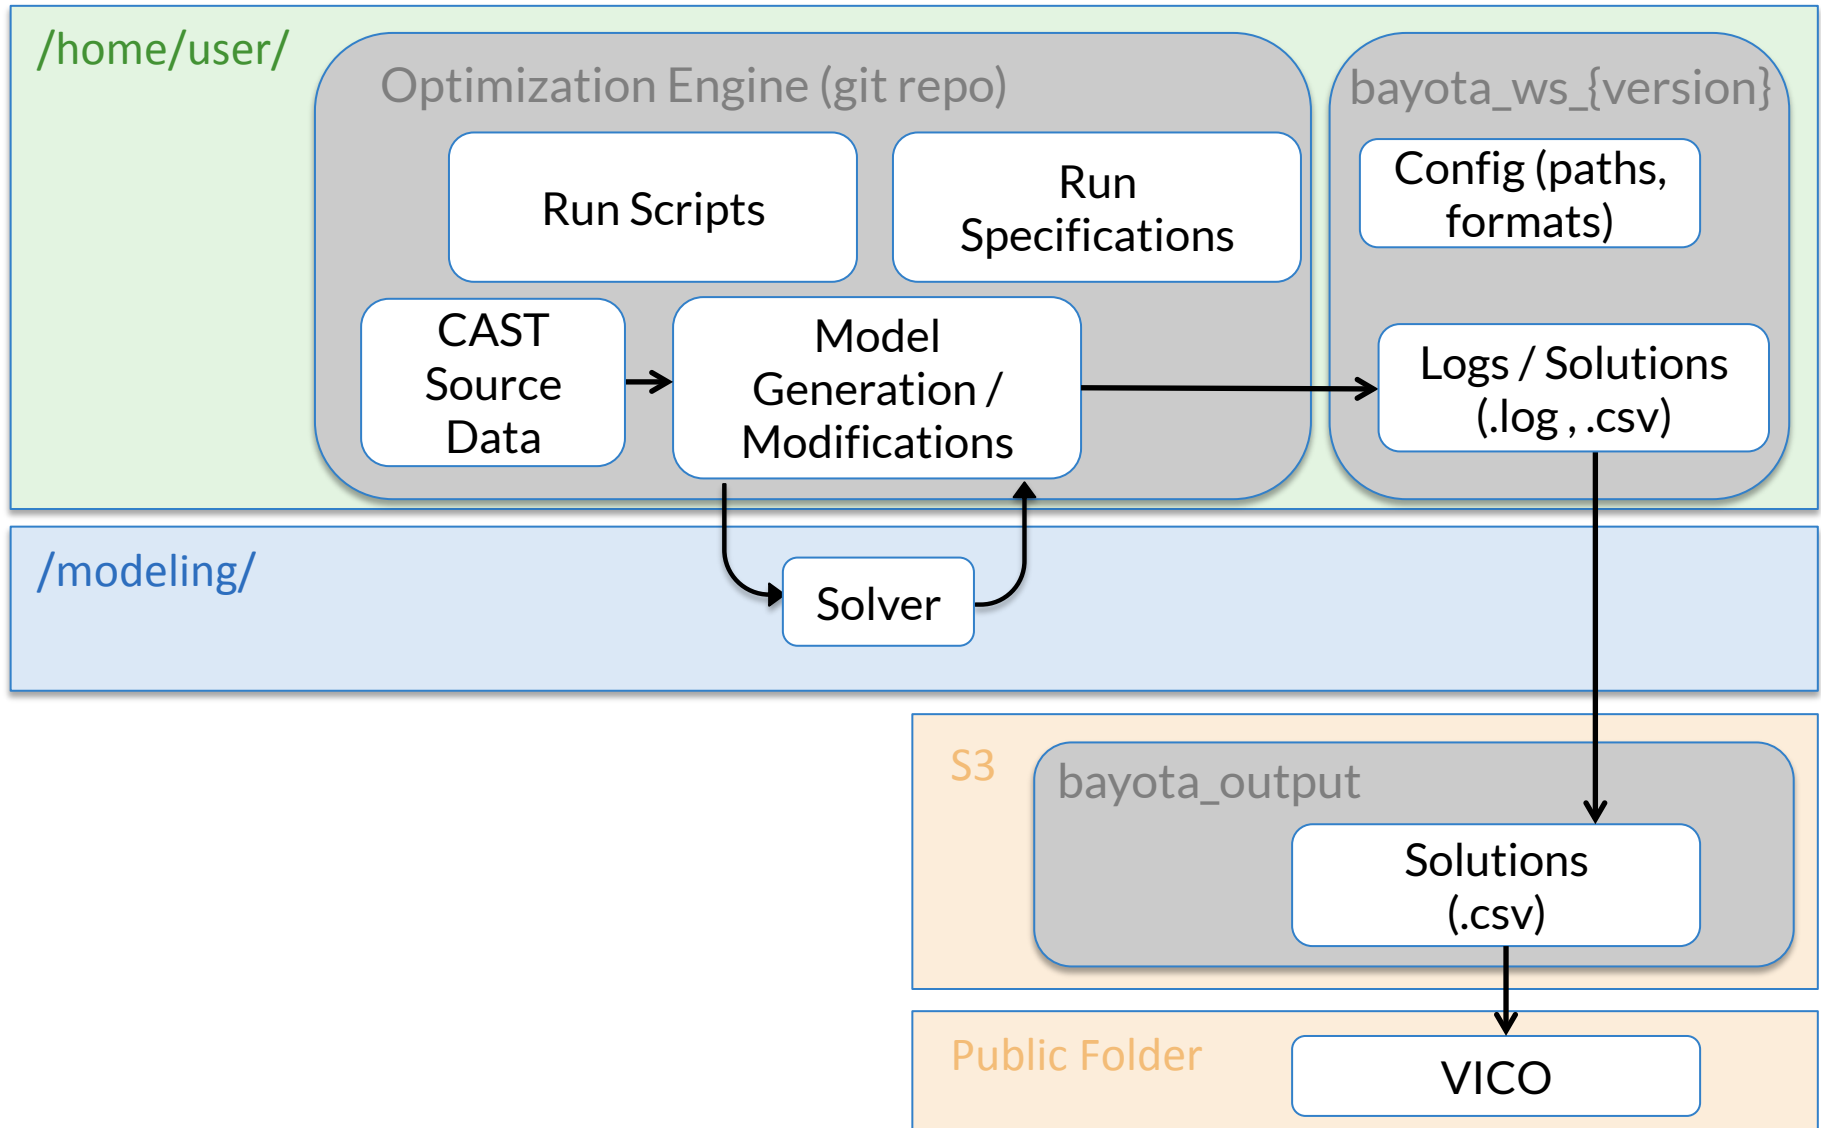 /home/user/
Optimization Engine (git repo)
bayota_ws_{version}
Run Scripts
Run
Specifications
Config (paths,
formats)
CAST
Source
Data
Model
Generation /
Modifications
Logs / Solutions
(.log , .csv)
/modeling/
Solver
S3
bayota_output
Solutions
(.csv)
Public Folder
VICO